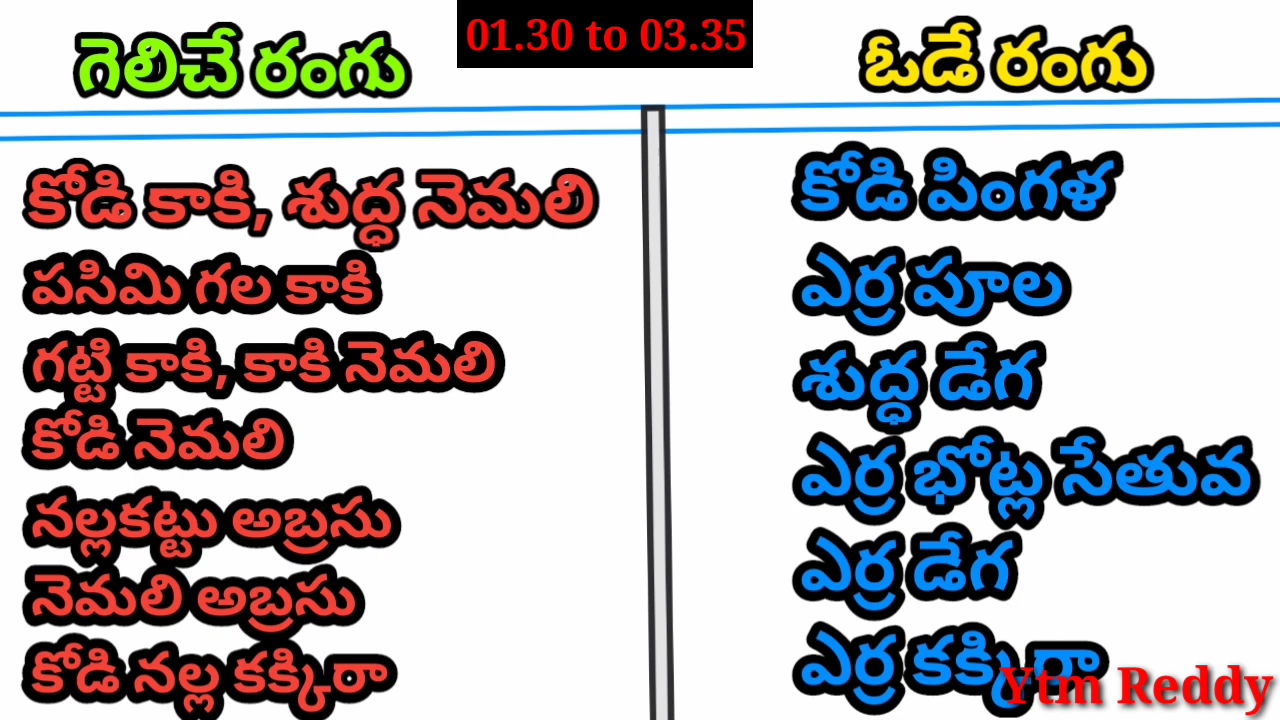 01.30 to 03.35
గెలిచే రంగు
ఓడే రంగు
కోడి కాకి, శుద్ధ నెమలి
పసిమి గల కాకి
గట్టి కాకి, కాకి నెమలి
కోడి నెమలి
నల్లకట్టు అబ్రసు
నెమలి అబ్రసు
కోడి నల్ల కక్కిరా
కోడి పింగళ
ఎర్ర పూల
శుద్ధ డేగ
ఎర్ర భోట్ల సేతువ
ఎర్ర డేగ
ఎర్ర కక్కిరా
Ytm Reddy